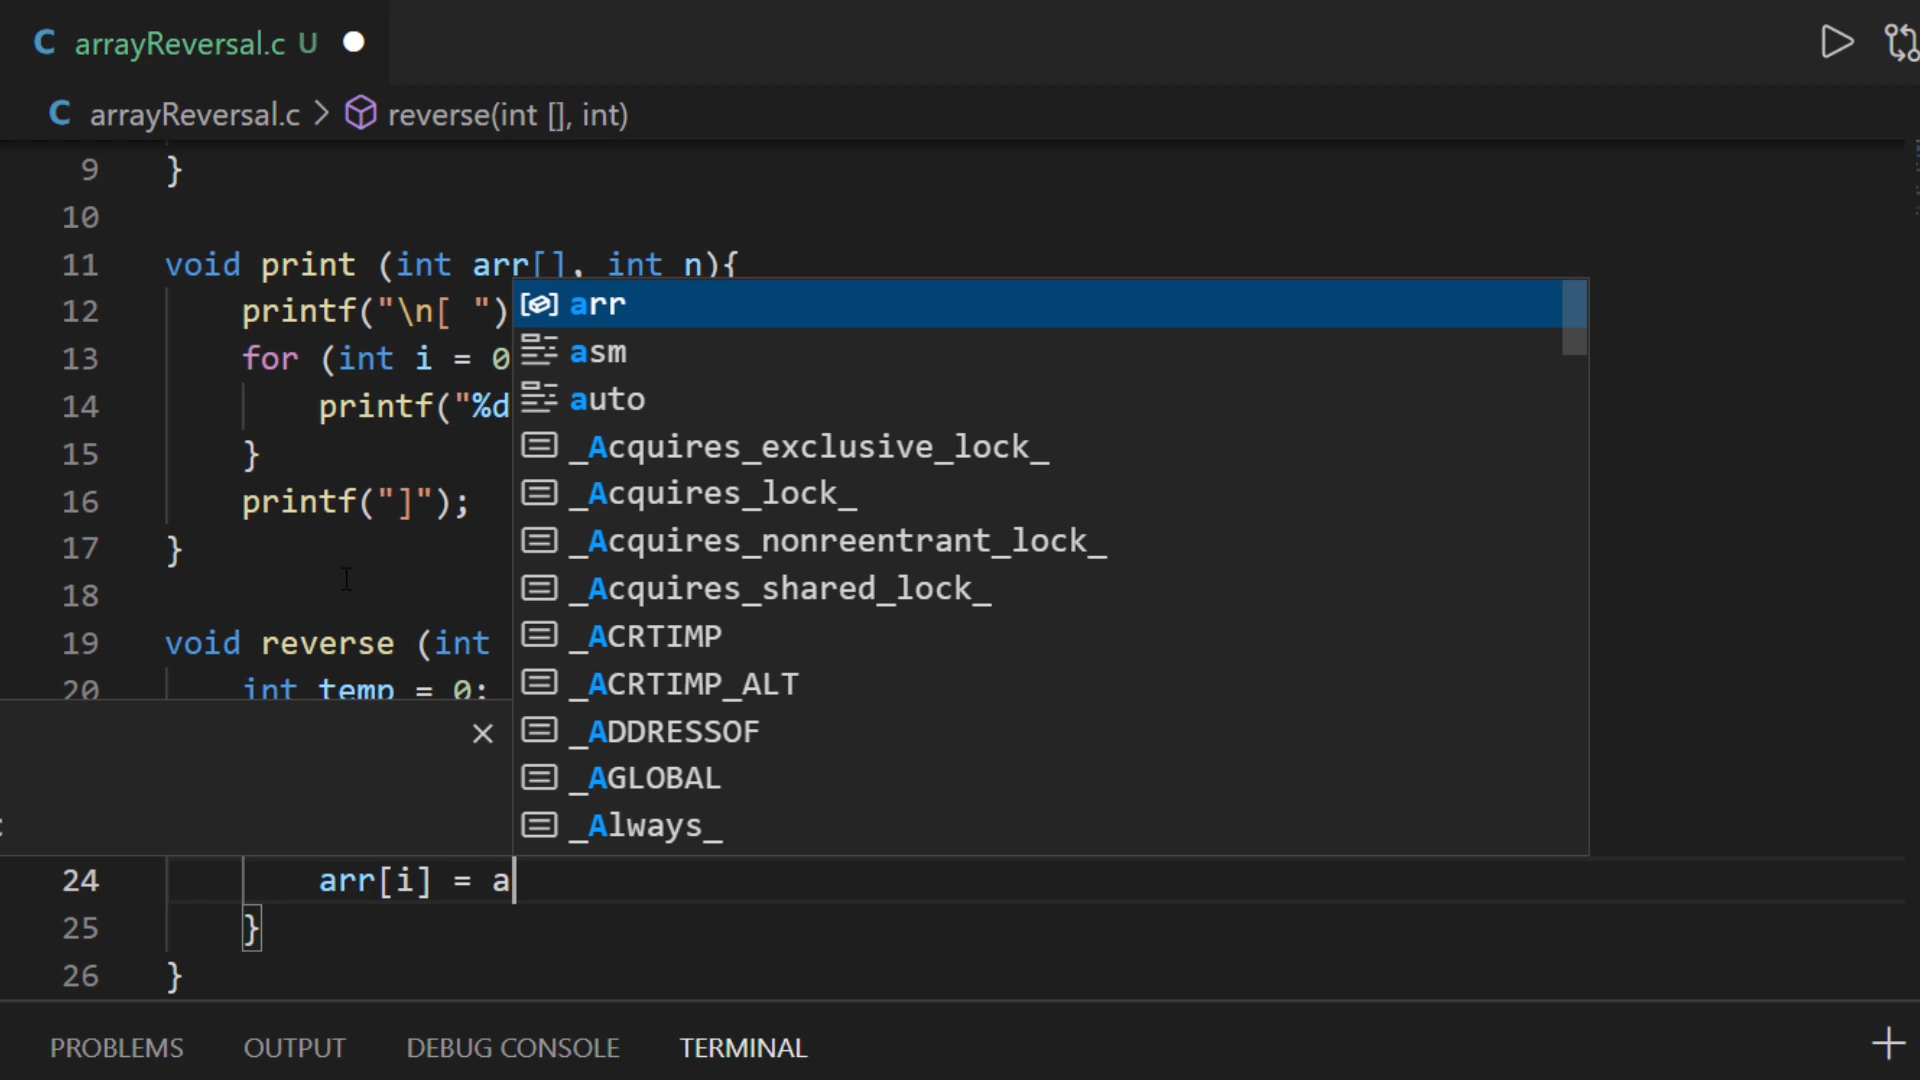 C arrayReversal.c U
C arrayReversal.c > reverse(int [], int)
9 }
10
11 void print (int arr[], int n){
12 printf("\n[ ")
13 for (int i = 0
14 printf("%d
15 }
16 printf("]");
17 }
18
19 void reverse (int
20 int temp = 0;
arr
asm
auto
_Acquires_exclusive_lock_
_Acquires_lock_
_Acquires_nonreentrant_lock_
_Acquires_shared_lock_
_ACRTIMP
_ACRTIMP_ALT
_ADDRESSOF
_AGLOBAL
_Always_
24 arr[i] = a
25 }
26 }
PROBLEMS OUTPUT DEBUG CONSOLE TERMINAL